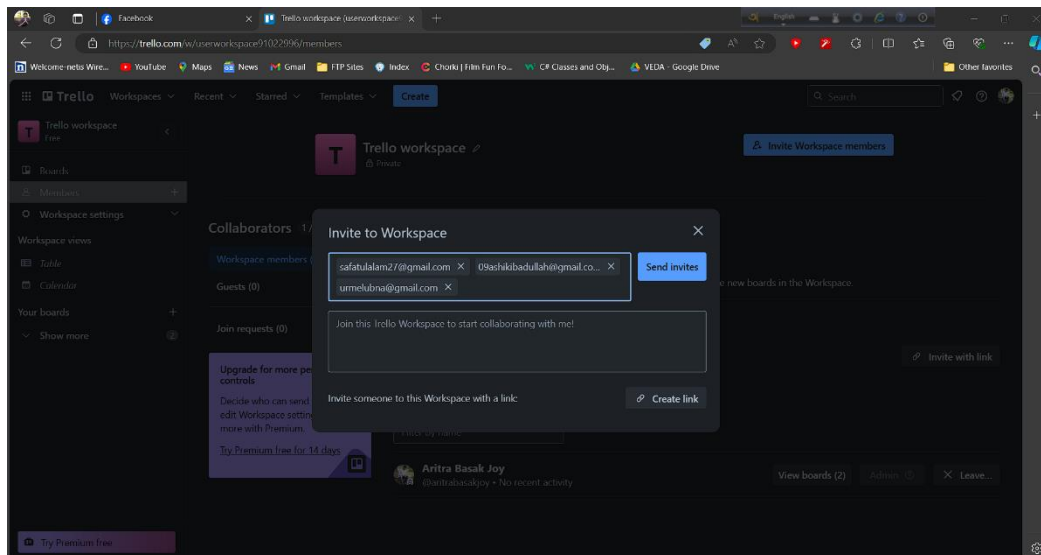 Facebook
Trello workspace (userworkspace
English
https://trello.com/w/userworkspace91022996/members
Welcome-netis Wire...
YouTube
Maps
News
Gmail
FTP Sites
Index
Chorki | Film Fun Fo...
C# Classes and Obj...
VEDA - Google Drive
Other favorites
Trello
Workspaces
Recent
Starred
Templates
Create
Search
Trello workspace
Free
T
T
Trello workspace
Private
Invite Workspace members
Boards
Members
Workspace settings
Workspace views
Table
Calendar
Your boards
Show more
Collaborators 1/
Workspace members (
Guests (0)
Join requests (0)
Upgrade for more pe
controls
Decide who can send
edit Workspace settin
more with Premium.
Try Premium free for 14 days
Invite to Workspace
safatulalam27@gmail.com
09ashikibadullah@gmail.co...
urmelubna@gmail.com
Send invites
Join this Trello Workspace to start collaborating with me!
Invite someone to this Workspace with a link:
Create link
e new boards in the Workspace.
Invite with link
Filter by name
Aritra Basak Joy
@aritrabasakjoy • No recent activity
View boards (2)
Admin
Leave...
Try Premium free